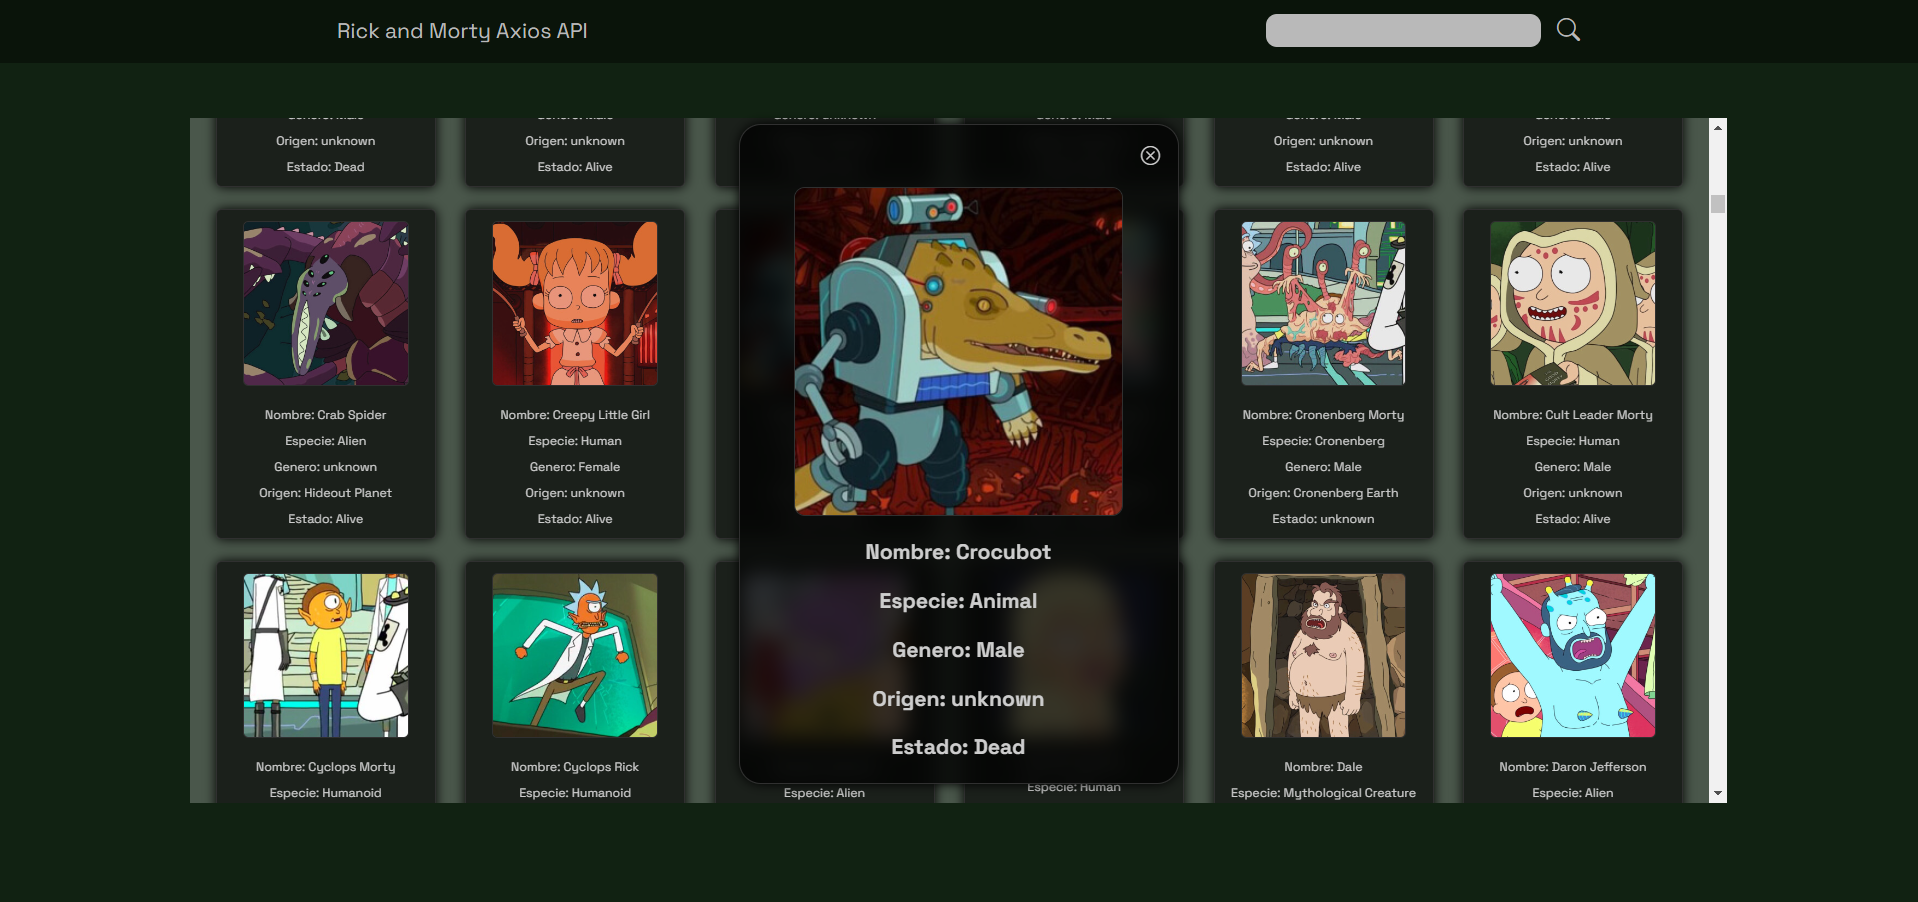 Rick and Morty Axios API
Origen: unknown
Estado: Dead
Origen: unknown
Estado: Alive
Origen: unknown
Estado: Alive
Origen: unknown
Estado: Alive
Nombre: Crab Spider
Especie: Alien
Genero: unknown
Origen: Hideout Planet
Estado: Alive
Nombre: Creepy Little Girl
Especie: Human
Genero: Female
Origen: unknown
Estado: Alive
Nombre: Crocubot
Especie: Animal
Genero: Male
Origen: unknown
Estado: Dead
Nombre: Cronenberg Morty
Especie: Cronenberg
Genero: Male
Origen: Cronenberg Earth
Estado: unknown
Nombre: Cult Leader Morty
Especie: Human
Genero: Male
Origen: unknown
Estado: Alive
Nombre: Cyclops Morty
Especie: Humanoid
Nombre: Cyclops Rick
Especie: Humanoid
Especie: Alien
Especie: Human
Nombre: Dale
Especie: Mythological Creature
Nombre: Daron Jefferson
Especie: Alien